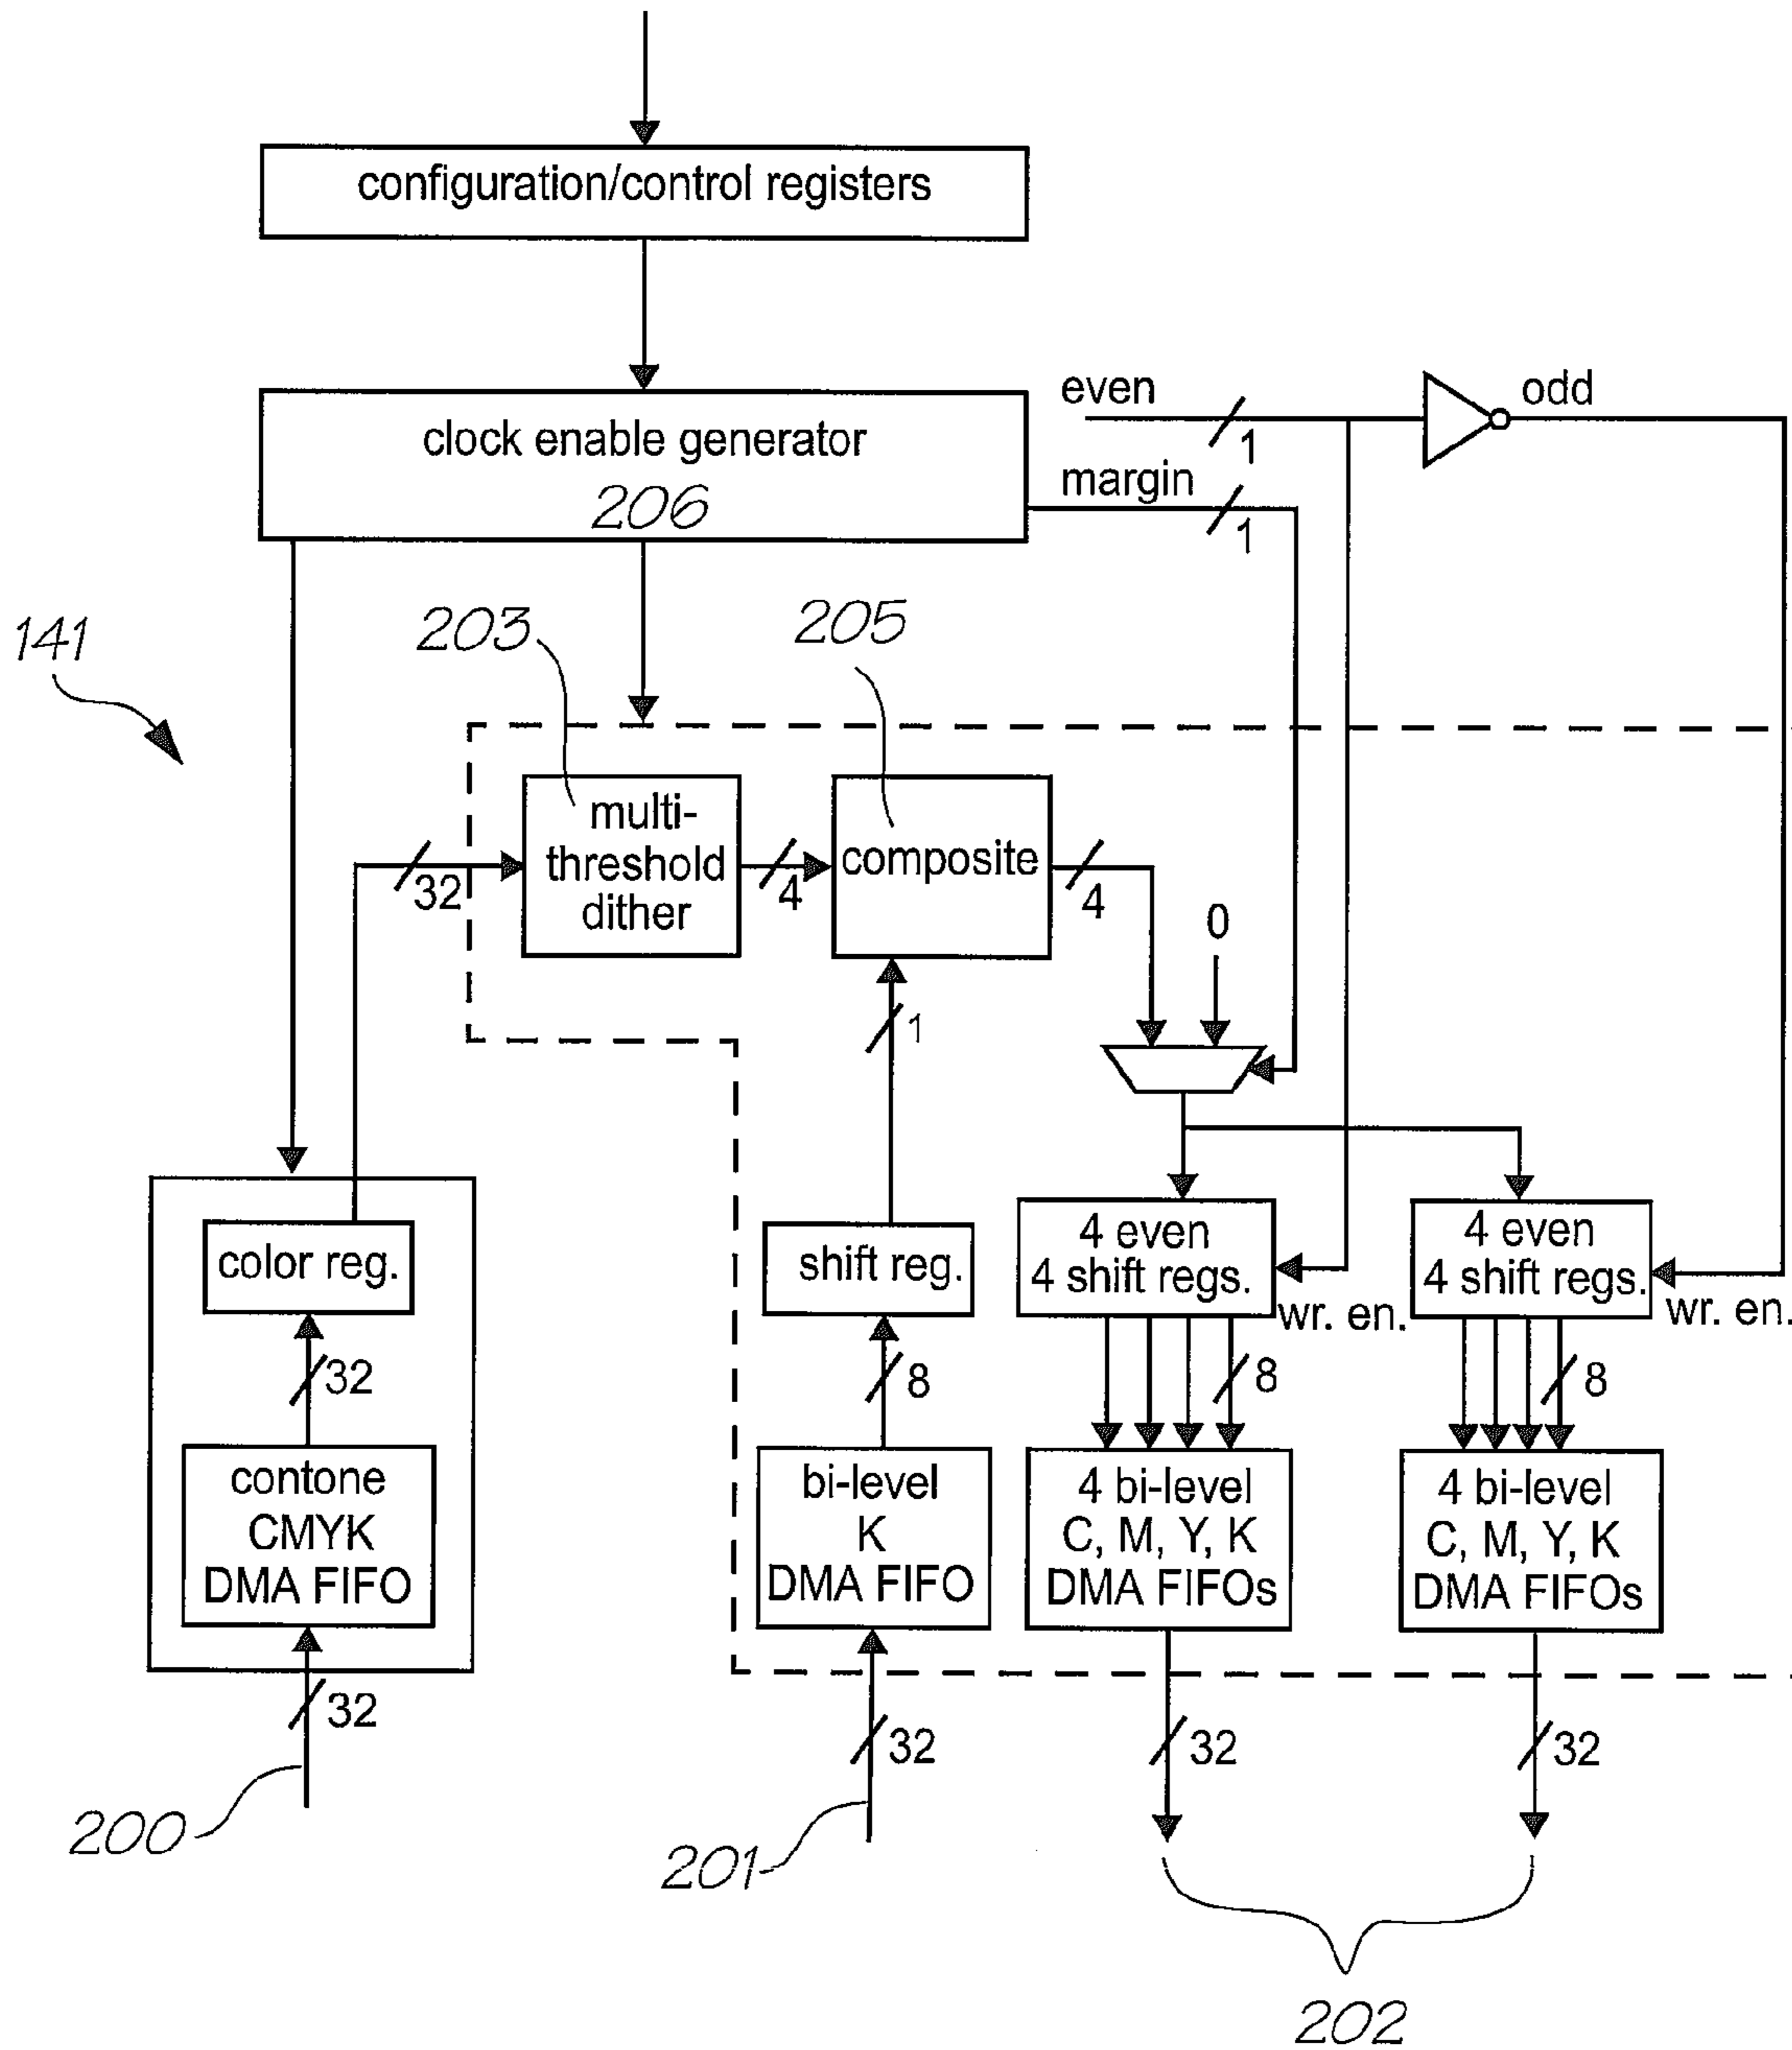 configuration/control registers
clock enable generator
206
even
1
odd
margin
1
141
203
205
multi-
threshold
dither
composite
32
4
4
0
1
color reg.
shift reg.
4 even
4 shift regs.
wr. en.
4 even
4 shift regs.
wr. en.
32
8
8
8
contone
CMYK
DMA FIFO
bi-level
K
DMA FIFO
4 bi-level
C, M, Y, K
DMA FIFOs
4 bi-level
C, M, Y, K
DMA FIFOs
32
32
32
32
200
201
202